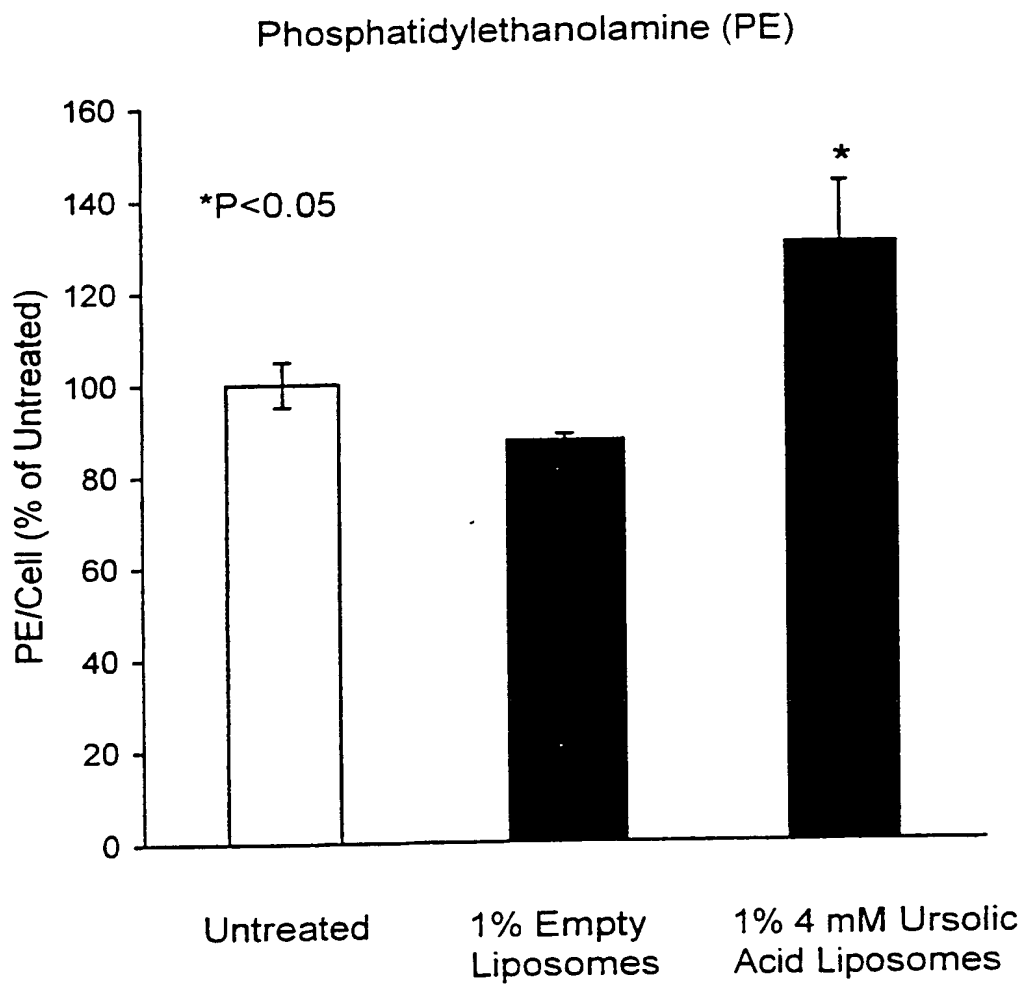 Phosphatidylethanolamine (PE)
160
140
120
100
80
60
40
20
0
PE/Cell (% of Untreated)
*P<0.05
*
Untreated
1% Empty
Liposomes
1% 4 mM Ursolic
Acid Liposomes